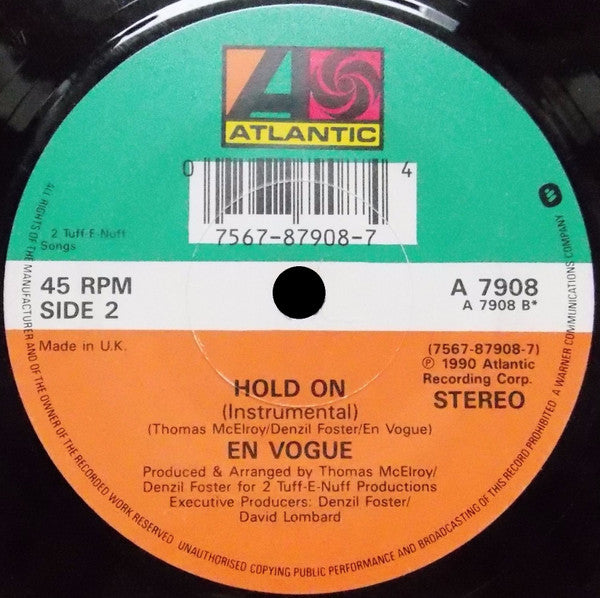 ATLANTIC
0 4
7567-87908-7
2 Tuff-E-Nuff
Songs
45 RPM
SIDE 2
A 7908
A 7908 B*
Made in U.K.
(7567-87908-7)
℗ 1990 Atlantic
Recording Corp.
STEREO
HOLD ON
(Instrumental)
(Thomas McElroy/Denzil Foster/En Vogue)
EN VOGUE
Produced & Arranged by Thomas McElroy/
Denzil Foster for 2 Tuff-E-Nuff Productions
Executive Producers: Denzil Foster/
David Lombard
ALL RIGHTS OF THE MANUFACTURER AND OF THE OWNER OF THE RECORDED WORK RESERVED. UNAUTHORISED COPYING PUBLIC PERFORMANCE AND BROADCASTING OF THIS RECORD PROHIBITED. A WARNER COMMUNICATIONS COMPANY